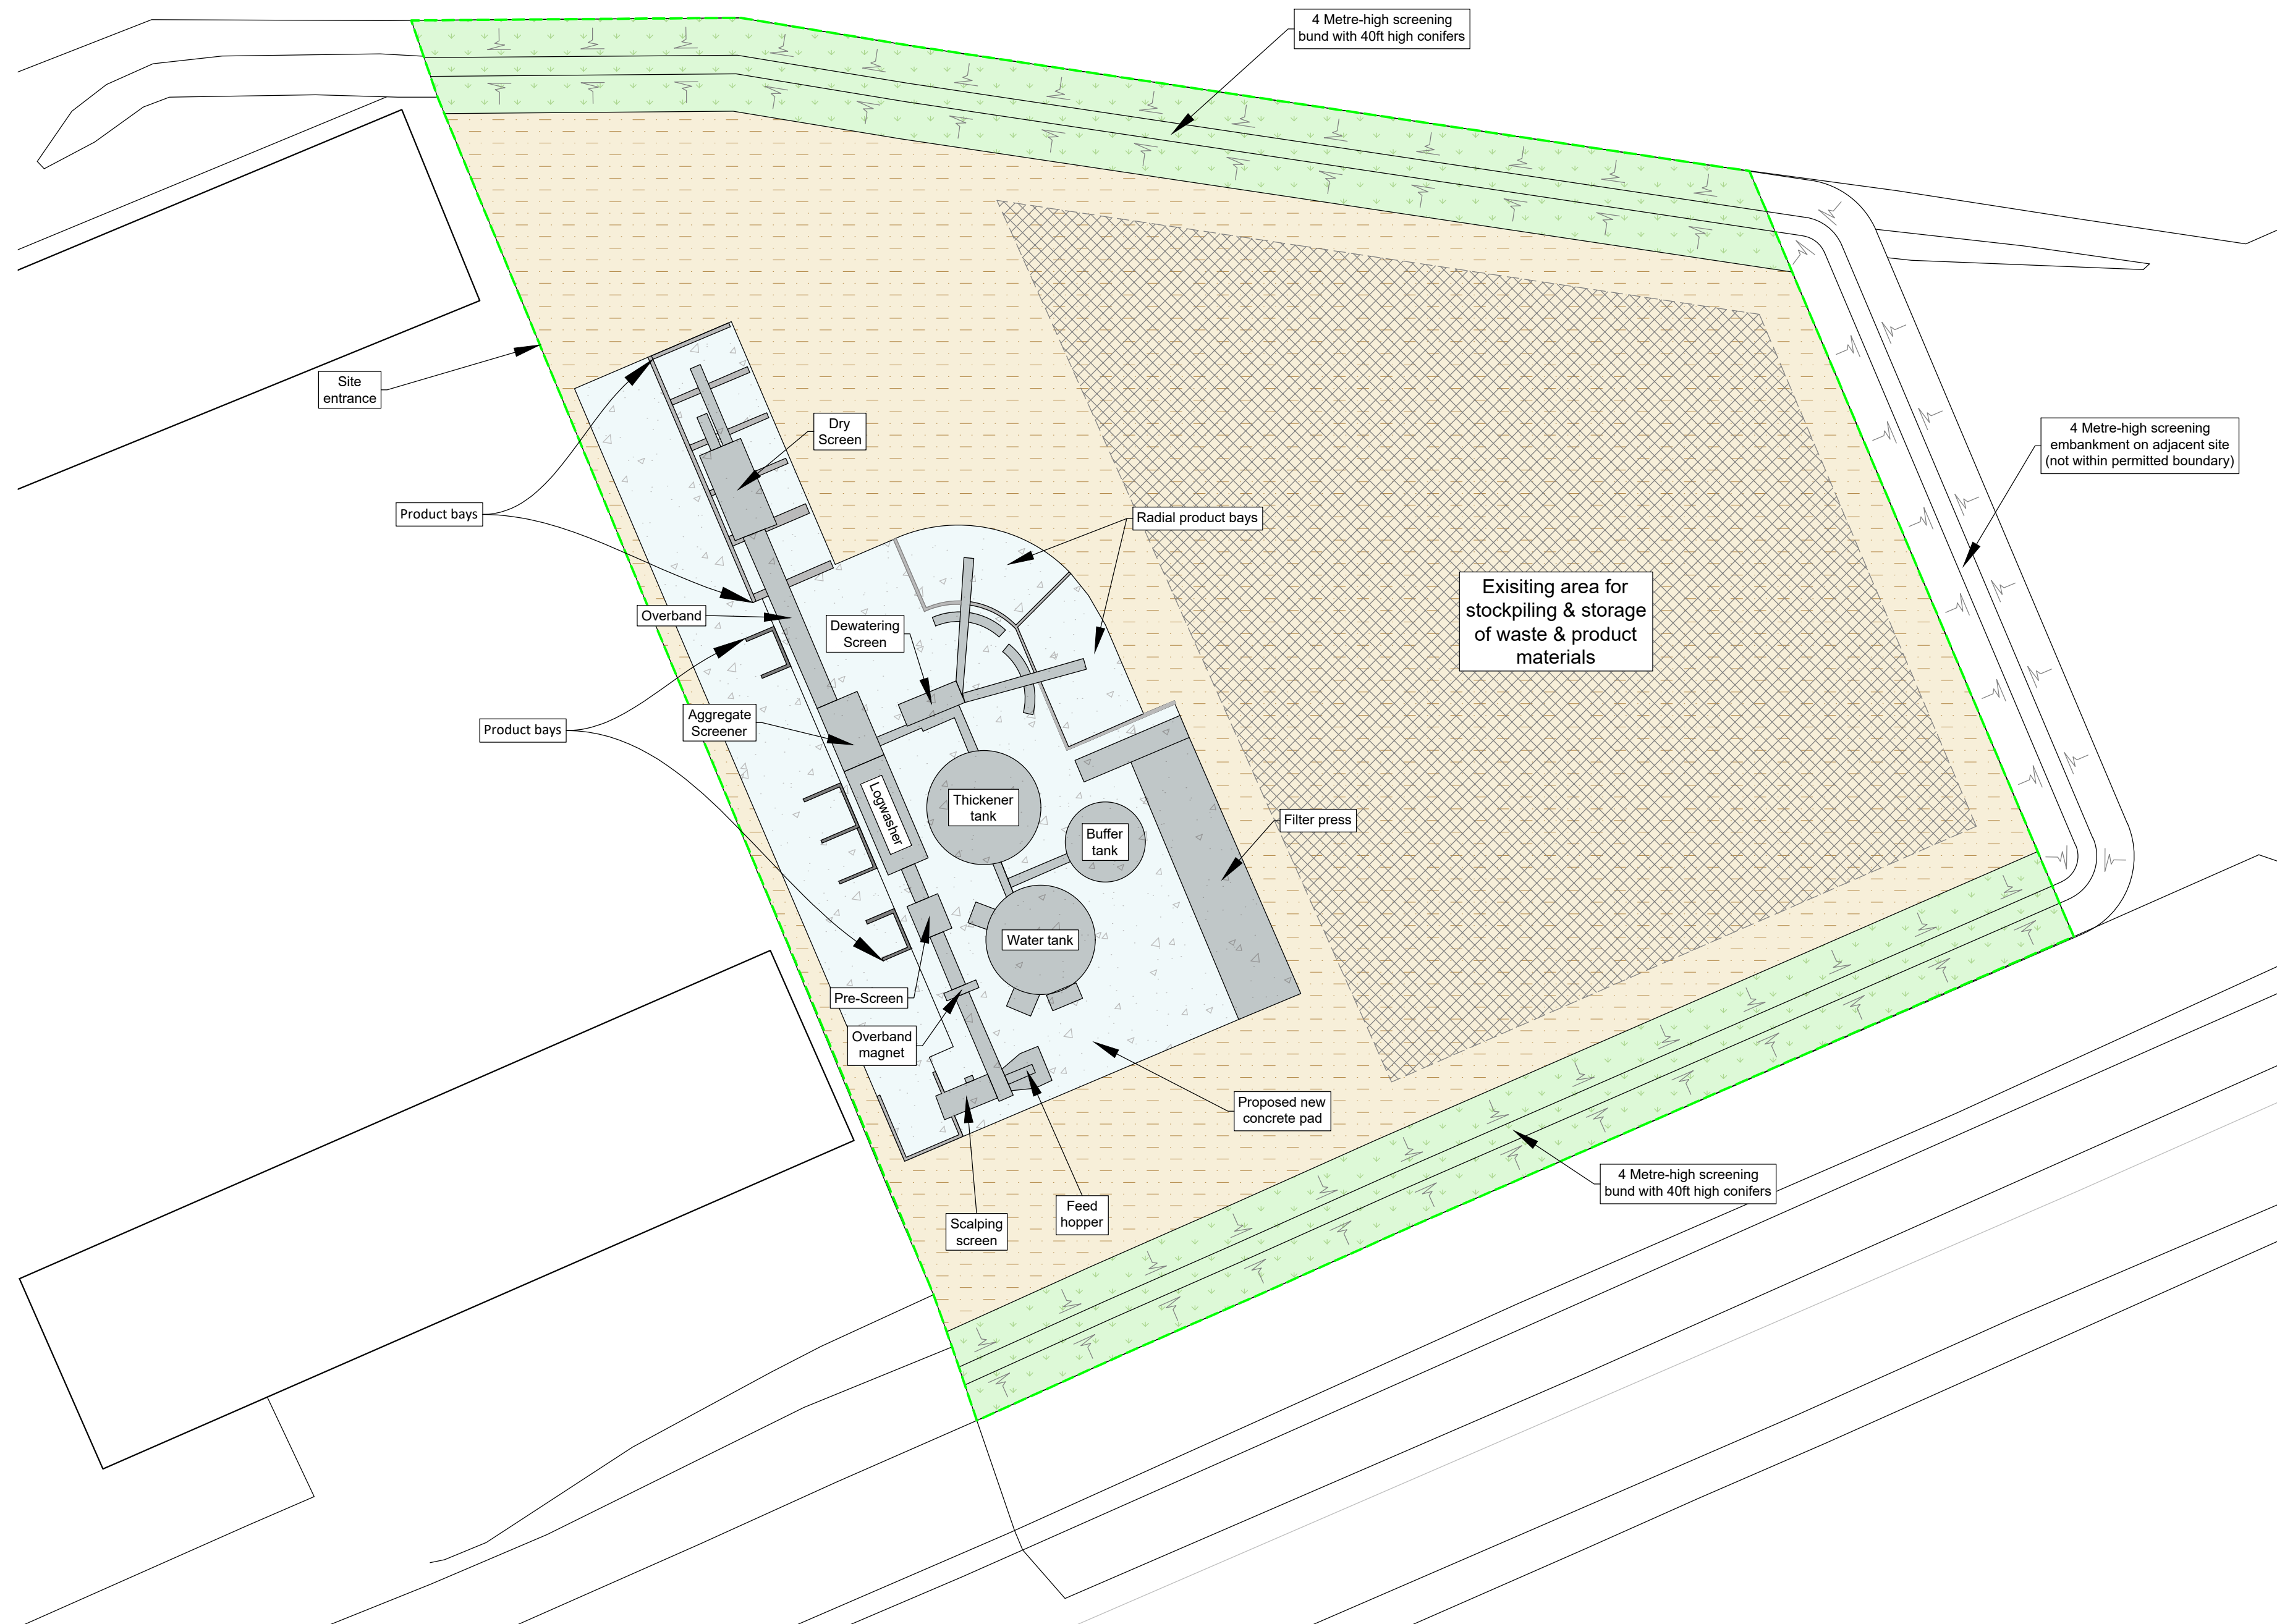 4 Metre-high screening
bund with 40ft high conifers
Site
entrance
Dry
Screen
4 Metre-high screening
embankment on adjacent site
(not within permitted boundary)
Product bays
Radial product bays
Exisiting area for
stockpiling & storage
of waste & product
materials
Overband
Dewatering
Screen
Aggregate
Screener
Product bays
Logwasher
Thickener
tank
Buffer
tank
Filter press
Water tank
Pre-Screen
Overband
magnet
Proposed new
concrete pad
4 Metre-high screening
bund with 40ft high conifers
Feed
hopper
Scalping
screen